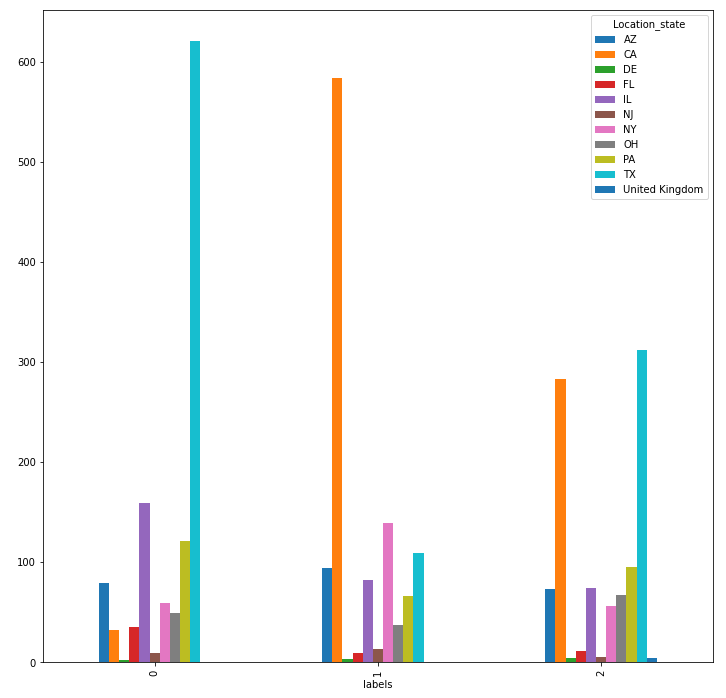 Location_state
AZ
CA
DE
FL
IL
NJ
NY
OH
PA
TX
United Kingdom
600
500
400
300
200
100
0
0
1
2
labels